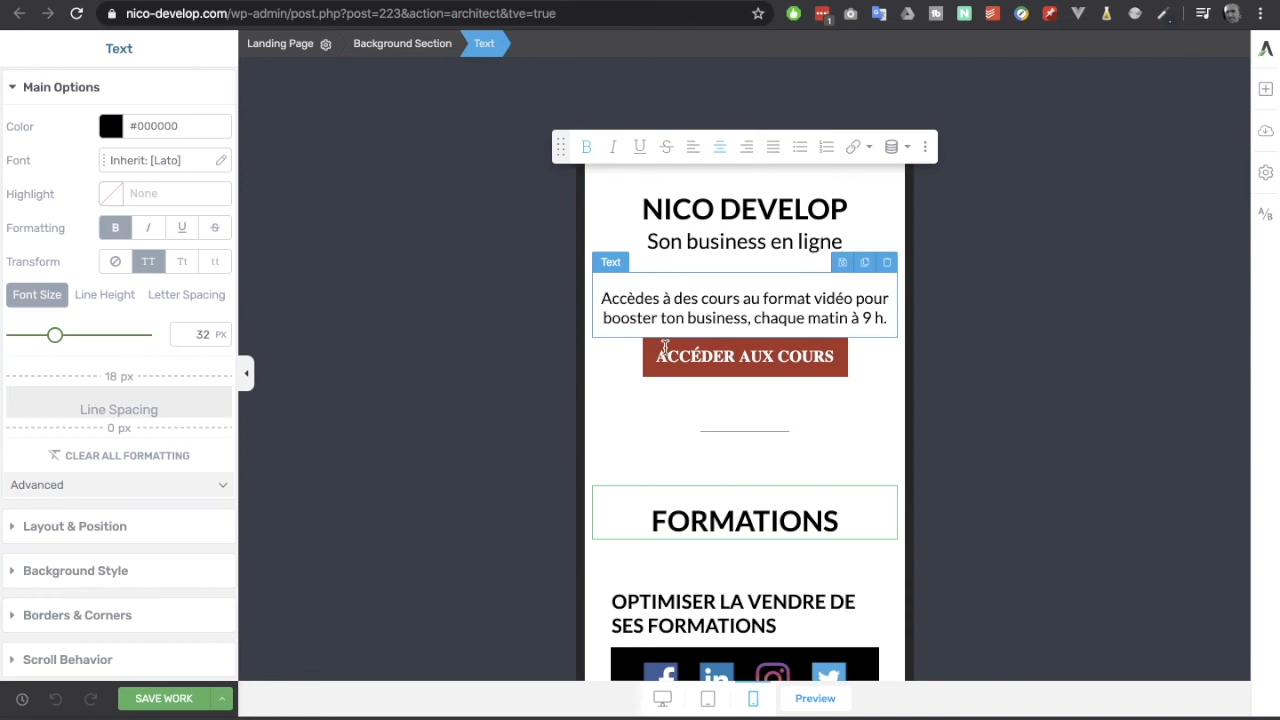 nico-develop.com/wp-admin/post.php?post=223&action=architect&tve=true
1
Text
Landing Page
Background Section
Text
Main Options
Color
#000000
Font
Inherit: [Lato]
Highlight
None
Formatting
B
I
U
S
Transform
TT
Tt
tt
Font Size
Line Height
Letter Spacing
32 PX
18 px
Line Spacing
0 px
CLEAR ALL FORMATTING
Advanced
Layout & Position
Background Style
Borders & Corners
Scroll Behavior
SAVE WORK
B
I
U
S
NICO DEVELOP
Son business en ligne
Text
Accèdes à des cours au format vidéo pour
booster ton business, chaque matin à 9 h.
ACCÉDER AUX COURS
FORMATIONS
OPTIMISER LA VENDRE DE
SES FORMATIONS
Preview
A/B